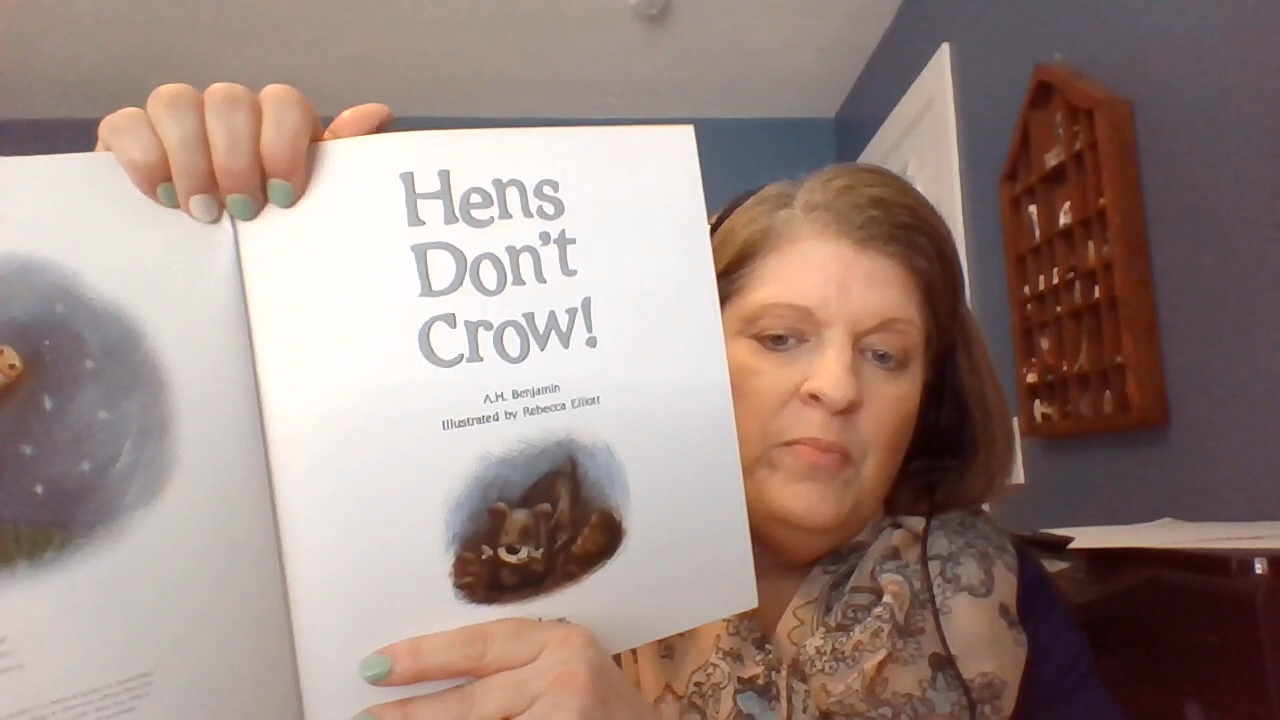 Hens
Don't
Crow!
A.H. Benjamin
Illustrated by Rebecca Elliott